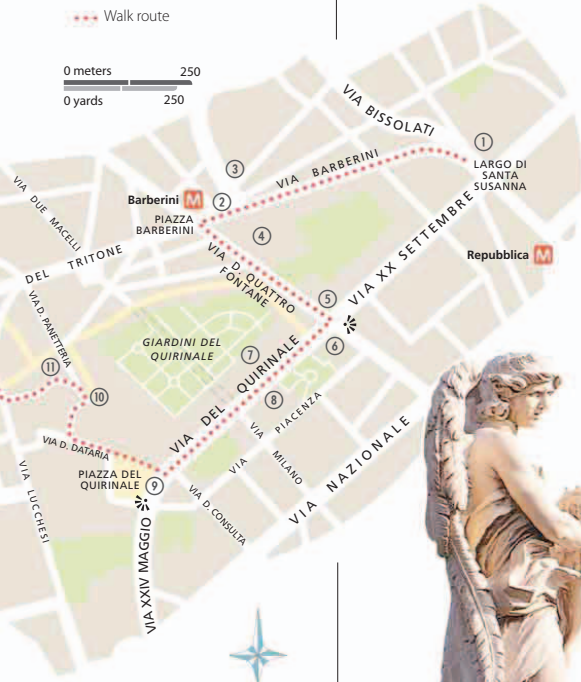 Walk route
0 meters 250
0 yards 250
VIA BISSOLATI
1
LARGO DI
SANTA
SUSANNA
3
VIA BARBERINI
Barberini M
2
PIAZZA
BARBERINI
VIA DUE MACELLI
4
VIA XX SETTEMBRE
Repubblica M
DEL TRITONE
VIA D. QUATTRO
FONTANE
VIA D. PANETTERIA
5
6
GIARDINI DEL
QUIRINALE
7
11
10
VIA DEL QUIRINALE
8
VIA PIACENZA
VIA MILANO
VIA NAZIONALE
VIA D. DATARIA
PIAZZA DEL
QUIRINALE
9
VIA LUCCHESI
VIA D. CONSULTA
VIA XXIV MAGGIO